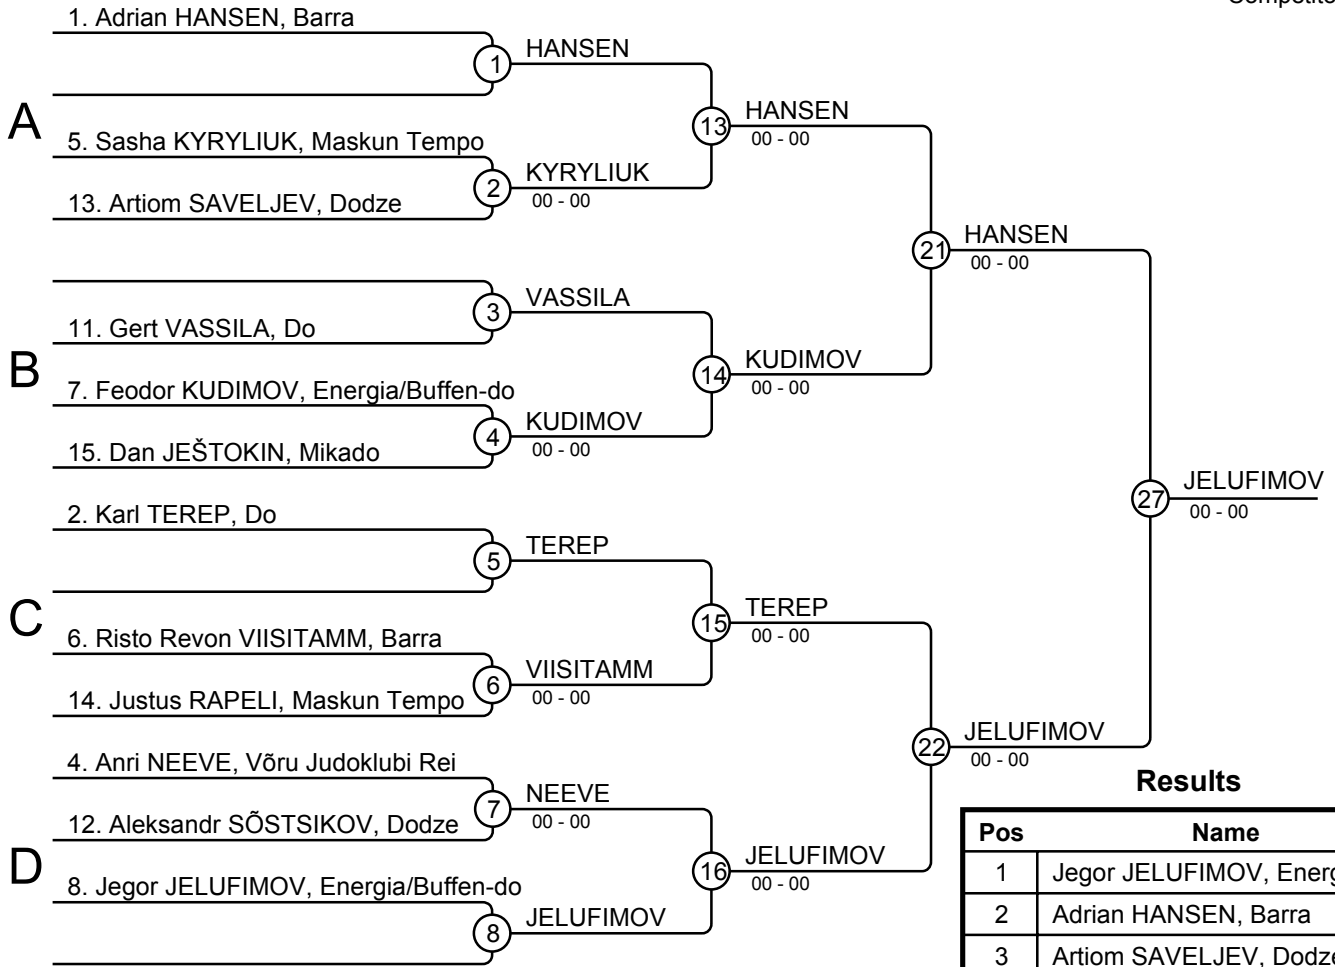 1. Adrian HANSEN, Barra
1
HANSEN
A
13
HANSEN
00 - 00
5. Sasha KYRYLIUK, Maskun Tempo
2
KYRYLIUK
00 - 00
13. Artiom SAVELJEV, Dodze
21
HANSEN
00 - 00
3
VASSILA
11. Gert VASSILA, Do
B
14
KUDIMOV
00 - 00
7. Feodor KUDIMOV, Energia/Buffen-do
4
KUDIMOV
00 - 00
15. Dan JEŠTOKIN, Mikado
27
JELUFIMOV
00 - 00
2. Karl TEREP, Do
5
TEREP
C
15
TEREP
00 - 00
6. Risto Revon VIISITAMM, Barra
6
VIISITAMM
00 - 00
14. Justus RAPELI, Maskun Tempo
22
JELUFIMOV
00 - 00
4. Anri NEEVE, Võru Judoklubi Rei
7
NEEVE
00 - 00
12. Aleksandr SÕSTSIKOV, Dodze
D
16
JELUFIMOV
00 - 00
8. Jegor JELUFIMOV, Energia/Buffen-do
8
JELUFIMOV
Results
Pos Name
1 Jegor JELUFIMOV, Energ
2 Adrian HANSEN, Barra
3 Artiom SAVELJEV, Dodze